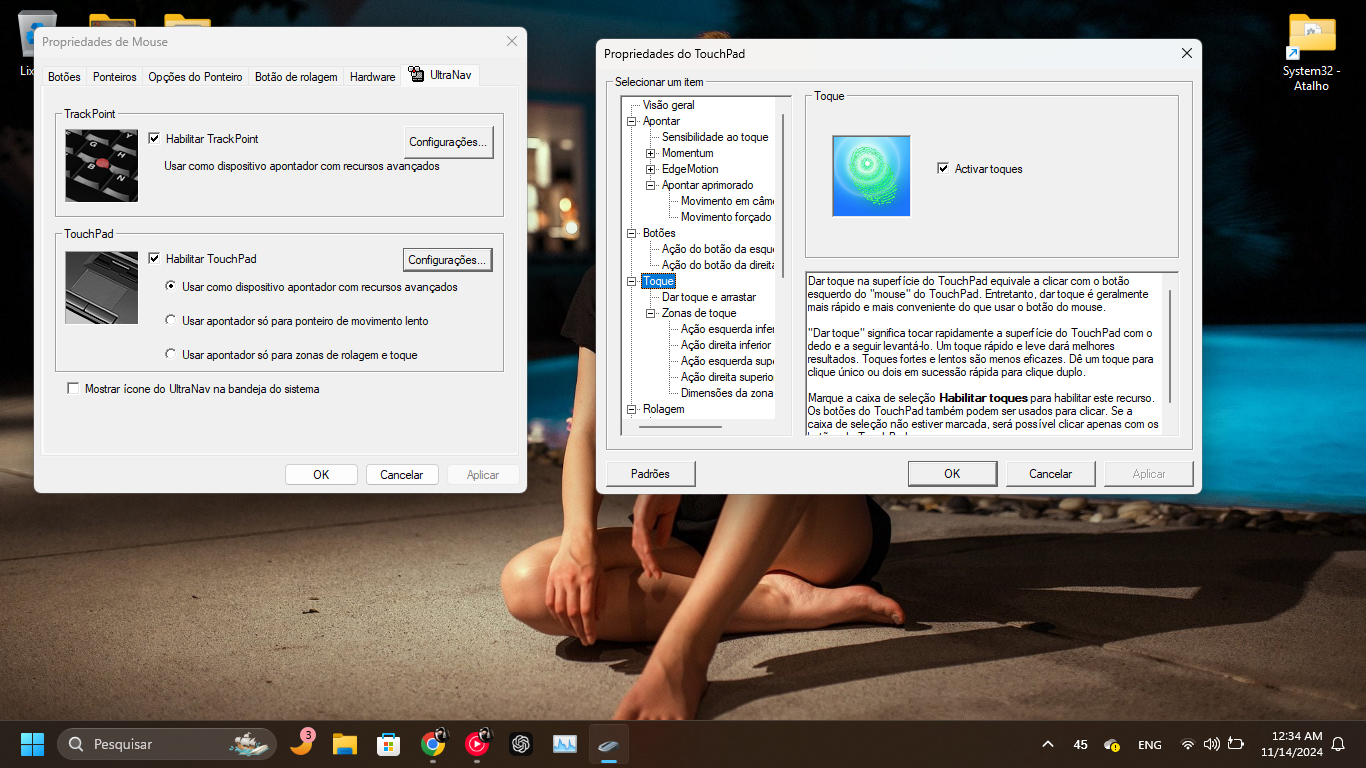 Lix
System32 -
Atalho
Propriedades de Mouse
Botões
Ponteiros
Opções do Ponteiro
Botão de rolagem
Hardware
UltraNav
TrackPoint
Habilitar TrackPoint
Configurações...
Usar como dispositivo apontador com recursos avançados
TouchPad
Habilitar TouchPad
Configurações...
Usar como dispositivo apontador com recursos avançados
Usar apontador só para ponteiro de movimento lento
Usar apontador só para zonas de rolagem e toque
Mostrar ícone do UltraNav na bandeja do sistema
OK
Cancelar
Aplicar
Propriedades do TouchPad
Selecionar um item
Visão geral
Apontar
Sensibilidade ao toque
Momentum
EdgeMotion
Apontar aprimorado
Movimento em câme
Movimento forçado
Botões
Ação do botão da esqu
Ação do botão da direita
Toque
Dar toque e arrastar
Zonas de toque
Ação esquerda infer
Ação direita inferior
Ação esquerda supe
Ação direita superio
Dimensões da zona
Rolagem
Toque
Activar toques
Dar toque na superfície do TouchPad equivale a clicar com o botão
esquerdo do "mouse" do TouchPad. Entretanto, dar toque é geralmente
mais rápido e mais conveniente do que usar o botão do mouse.
"Dar toque" significa tocar rapidamente a superfície do TouchPad com o
dedo e a seguir levantá-lo. Um toque rápido e leve dará melhores
resultados. Toques fortes e lentos são menos eficazes. Dê um toque para
clique único ou dois em sucessão rápida para clique duplo.
Marque a caixa de seleção Habilitar toques para habilitar este recurso.
Os botões do TouchPad também podem ser usados para clicar. Se a
caixa de seleção não estiver marcada, será possível clicar apenas com os
Padrões
OK
Cancelar
Aplicar
Pesquisar
3
45
ENG
12:34 AM
11/14/2024